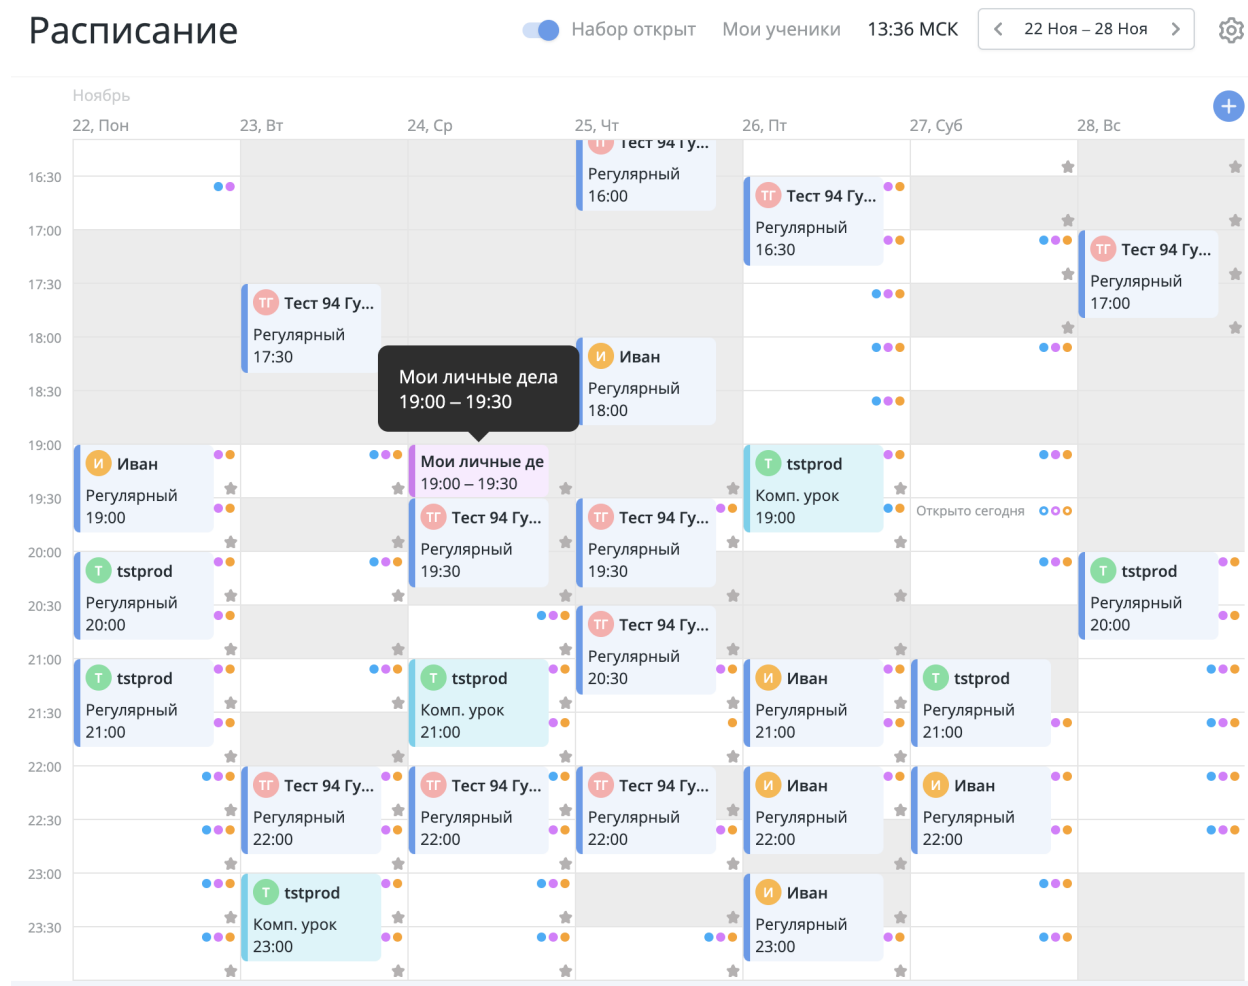 Расписание
Набор открыт
Мои ученики
13:36 МСК
22 Ноя – 28 Ноя
Ноябрь
22, Пон
23, Вт
24, Ср
25, Чт
26, Пт
27, Суб
28, Вс
16:30
17:00
17:30
18:00
18:30
19:00
19:30
20:00
20:30
21:00
21:30
22:00
22:30
23:00
23:30
И Иван
Регулярный
19:00
Т tstprod
Регулярный
20:00
Т tstprod
Регулярный
21:00
ТГ Тест 94 Гу...
Регулярный
17:30
ТГ Тест 94 Гу...
Регулярный
22:00
Т tstprod
Комп. урок
23:00
Мои личные дела
19:00 – 19:30
Мои личные де
19:00 – 19:30
ТГ Тест 94 Гу...
Регулярный
19:30
Т tstprod
Комп. урок
21:00
ТГ Тест 94 Гу...
Регулярный
22:00
ТГ Тест 94 Гу...
Регулярный
16:00
И Иван
Регулярный
18:00
ТГ Тест 94 Гу...
Регулярный
19:30
ТГ Тест 94 Гу...
Регулярный
20:30
ТГ Тест 94 Гу...
Регулярный
22:00
ТГ Тест 94 Гу...
Регулярный
16:30
Т tstprod
Комп. урок
19:00
И Иван
Регулярный
21:00
И Иван
Регулярный
22:00
И Иван
Регулярный
23:00
Открыто сегодня
Т tstprod
Регулярный
21:00
И Иван
Регулярный
22:00
ТГ Тест 94 Гу...
Регулярный
17:00
Т tstprod
Регулярный
20:00